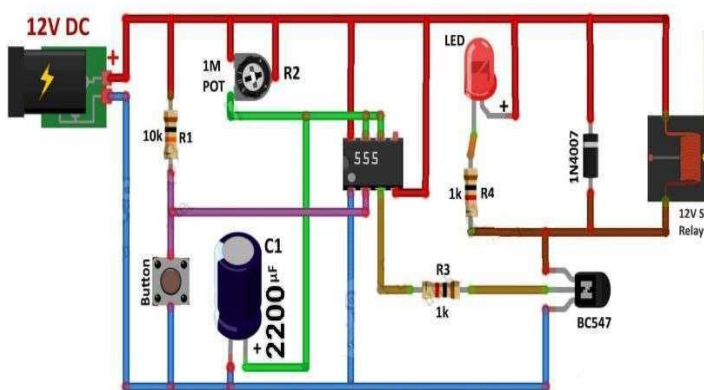 12V DC
+
LED
1M
POT
R2
+
10k
R1
555
1k
R4
1N4007
12V S
Relay
C1
2200µF
+
Button
R3
1k
N
BC547